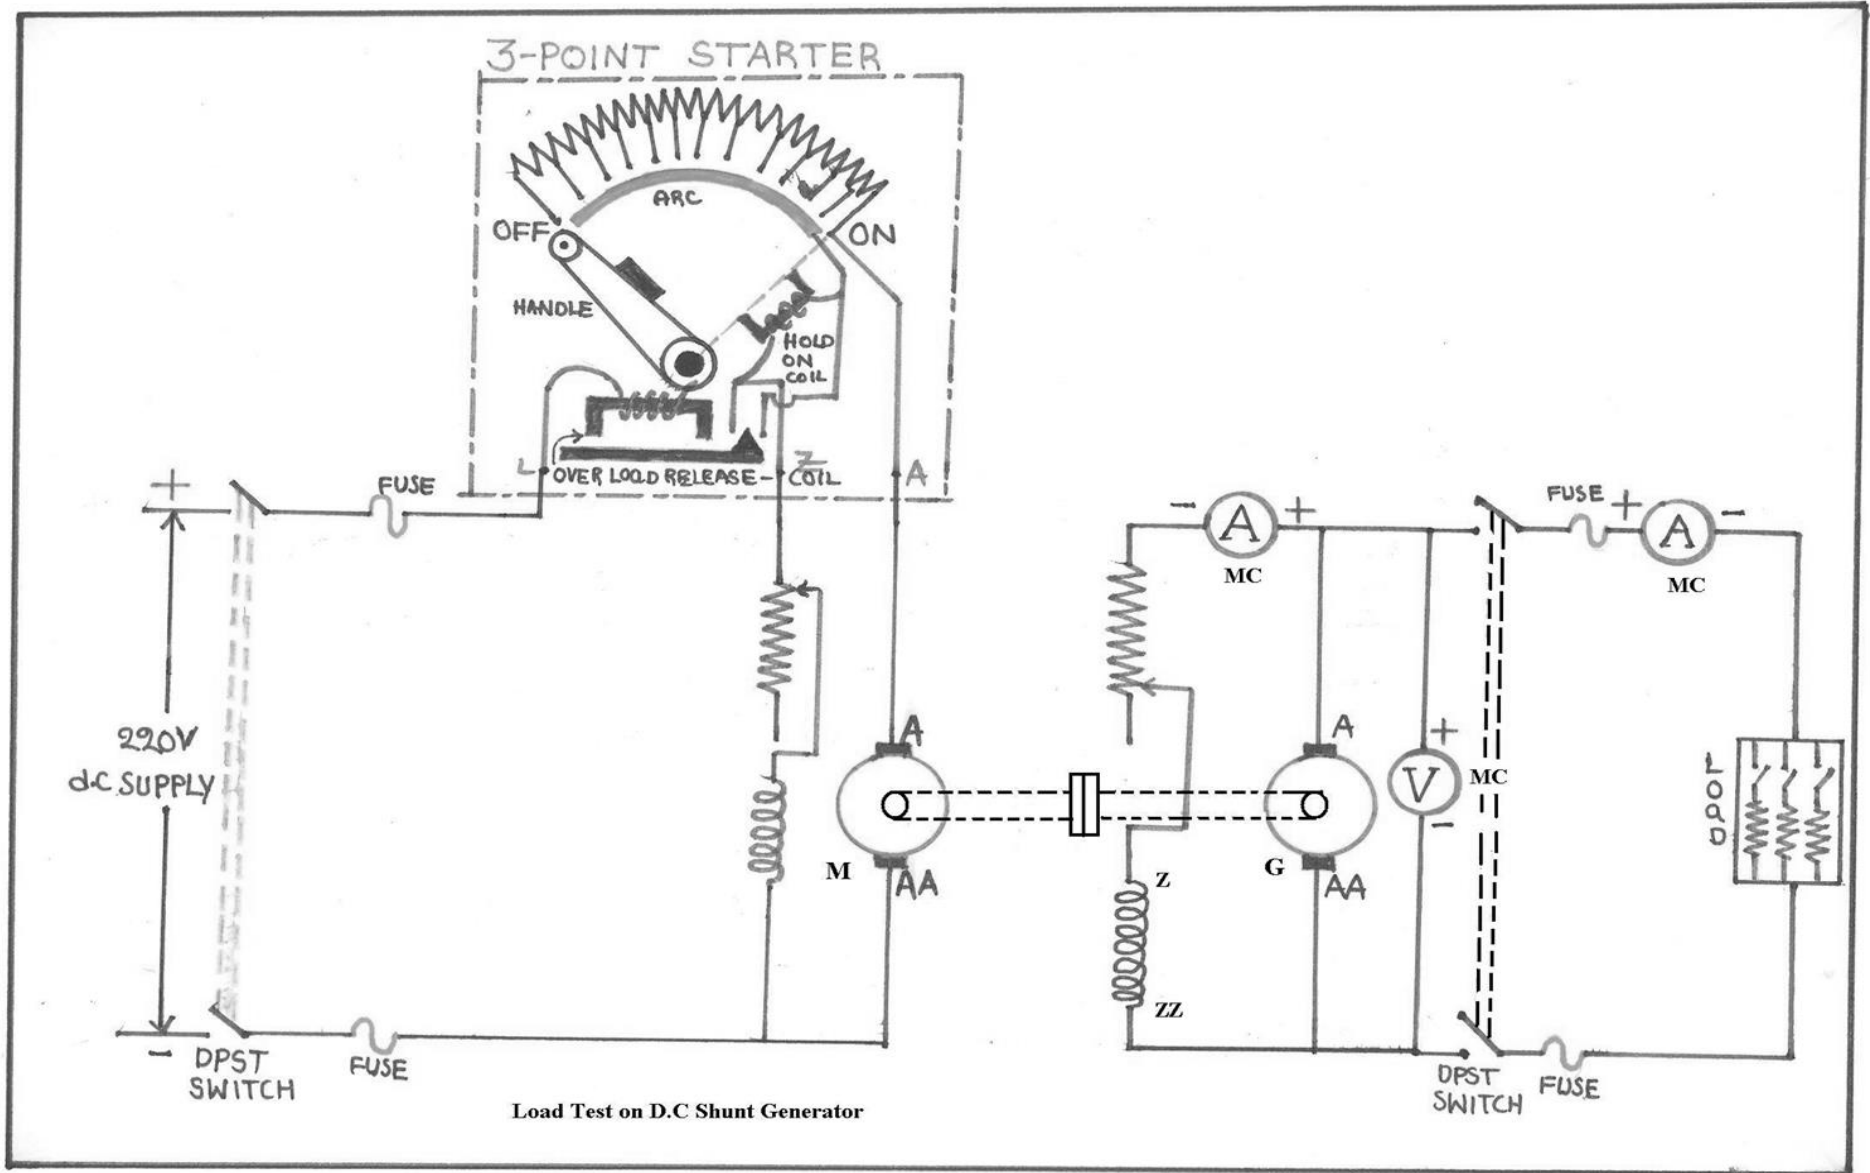 3-POINT STARTER
ARC
OFF
ON
HANDLE
HOLD
ON
COIL
L
Z
A
OVER LOAD RELEASE - COIL
+
FUSE
220V
d.c. SUPPLY
-
DPST
SWITCH
FUSE
A
M
AA
- A +
MC
FUSE
+ A -
MC
A
G
AA
+
V
MC
-
Z
ZZ
LOAD
DPST
SWITCH
FUSE
Load Test on D.C Shunt Generator